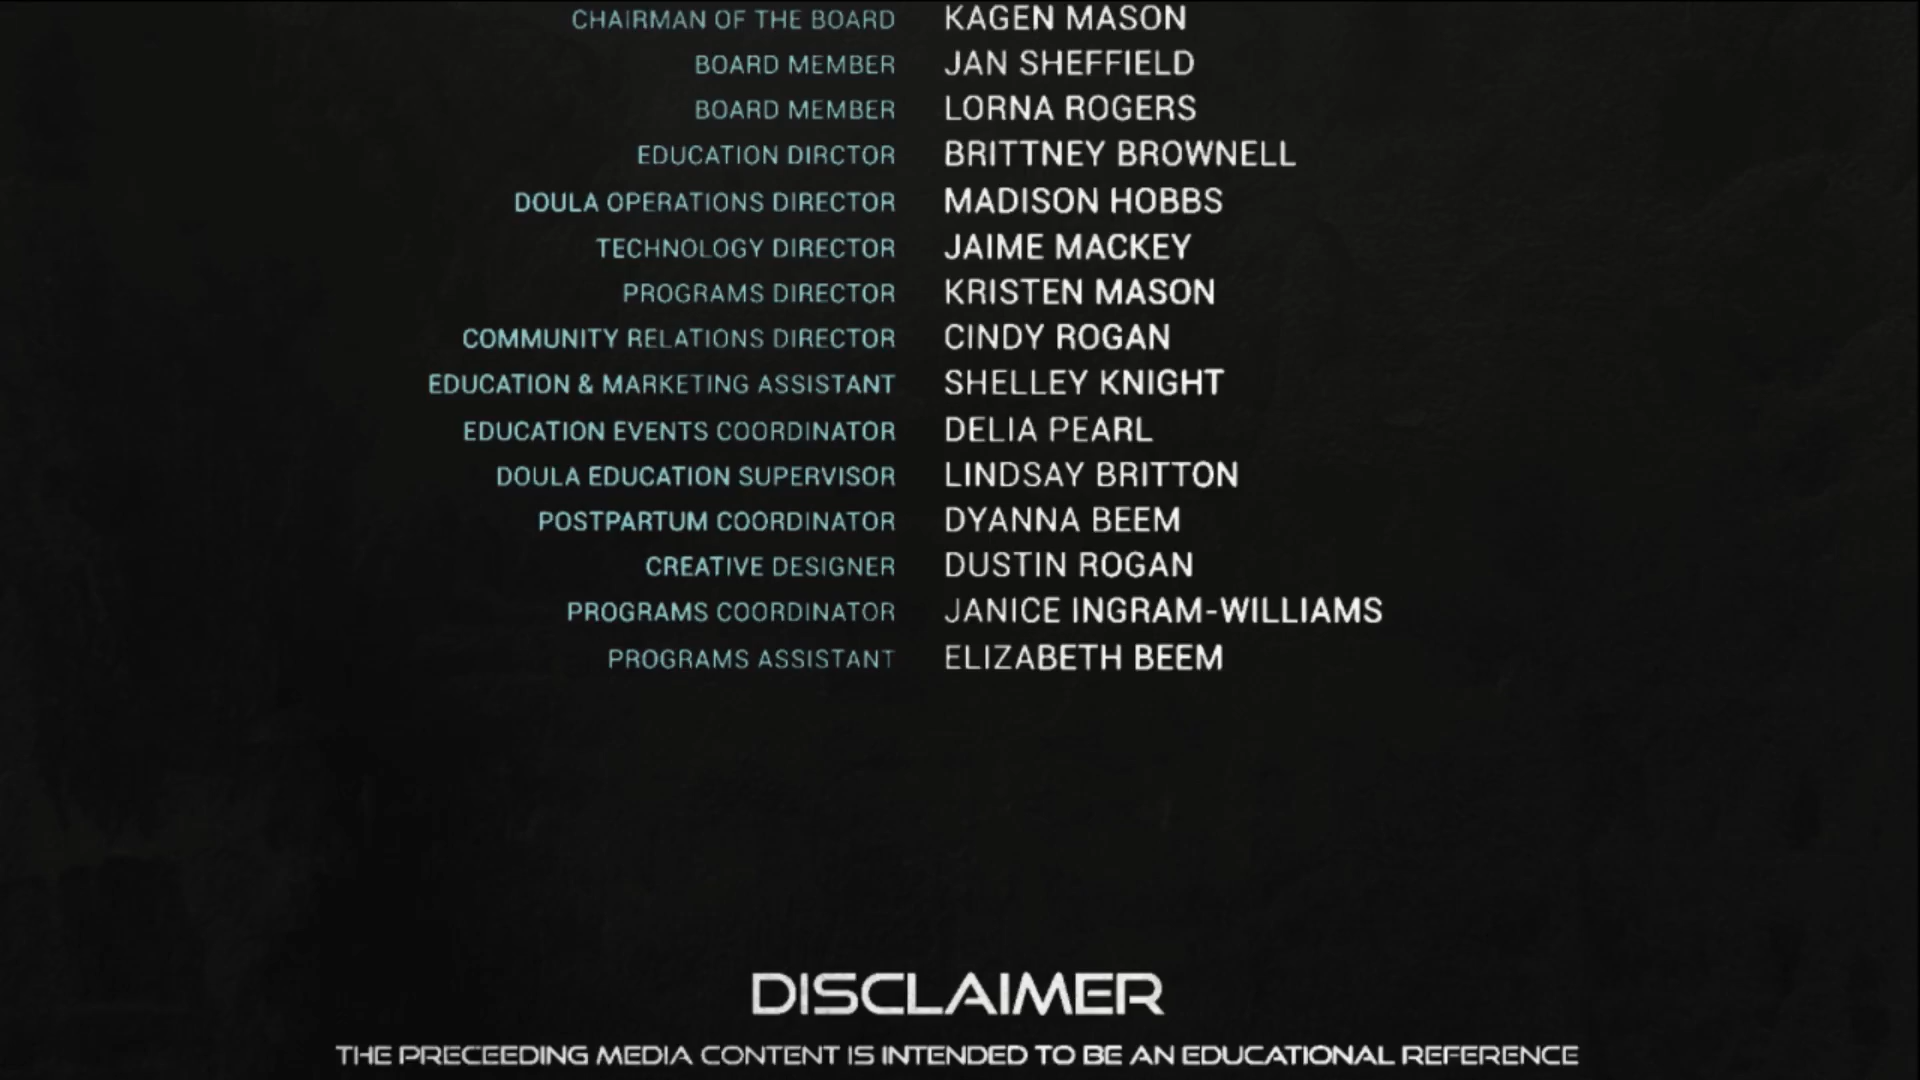 CHAIRMAN OF THE BOARD KAGEN MASON
BOARD MEMBER JAN SHEFFIELD
BOARD MEMBER LORNA ROGERS
EDUCATION DIRCTOR BRITTNEY BROWNELL
DOULA OPERATIONS DIRECTOR MADISON HOBBS
TECHNOLOGY DIRECTOR JAIME MACKEY
PROGRAMS DIRECTOR KRISTEN MASON
COMMUNITY RELATIONS DIRECTOR CINDY ROGAN
EDUCATION & MARKETING ASSISTANT SHELLEY KNIGHT
EDUCATION EVENTS COORDINATOR DELIA PEARL
DOULA EDUCATION SUPERVISOR LINDSAY BRITTON
POSTPARTUM COORDINATOR DYANNA BEEM
CREATIVE DESIGNER DUSTIN ROGAN
PROGRAMS COORDINATOR JANICE INGRAM-WILLIAMS
PROGRAMS ASSISTANT ELIZABETH BEEM
DISCLAIMER
THE PRECEEDING MEDIA CONTENT IS INTENDED TO BE AN EDUCATIONAL REFERENCE